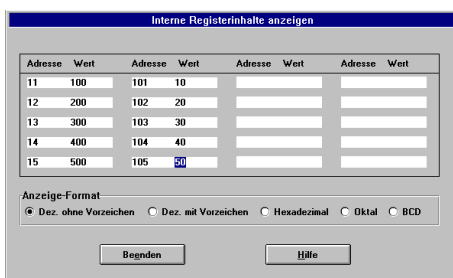 Interne Registerinhalte anzeigen
Adresse Wert Adresse Wert Adresse Wert Adresse Wert
11 100 101 10
12 200 102 20
13 300 103 30
14 400 104 40
15 500 105 50
Anzeige-Format
Dez. ohne Vorzeichen Dez. mit Vorzeichen Hexadezimal Oktal BCD
Beenden Hilfe